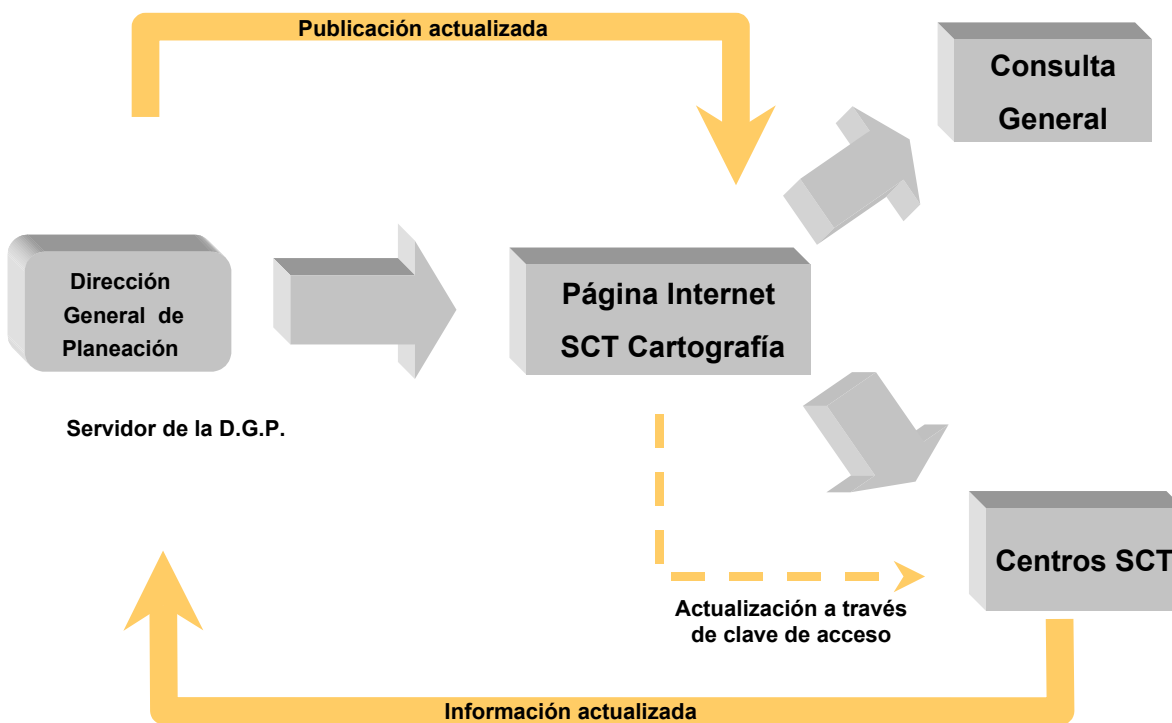 Publicación actualizada
Consulta
General
Dirección
General de
Planeación
Página Internet
SCT Cartografía
Servidor de la D.G.P.
Centros SCT
Actualización a través
de clave de acceso
Información actualizada